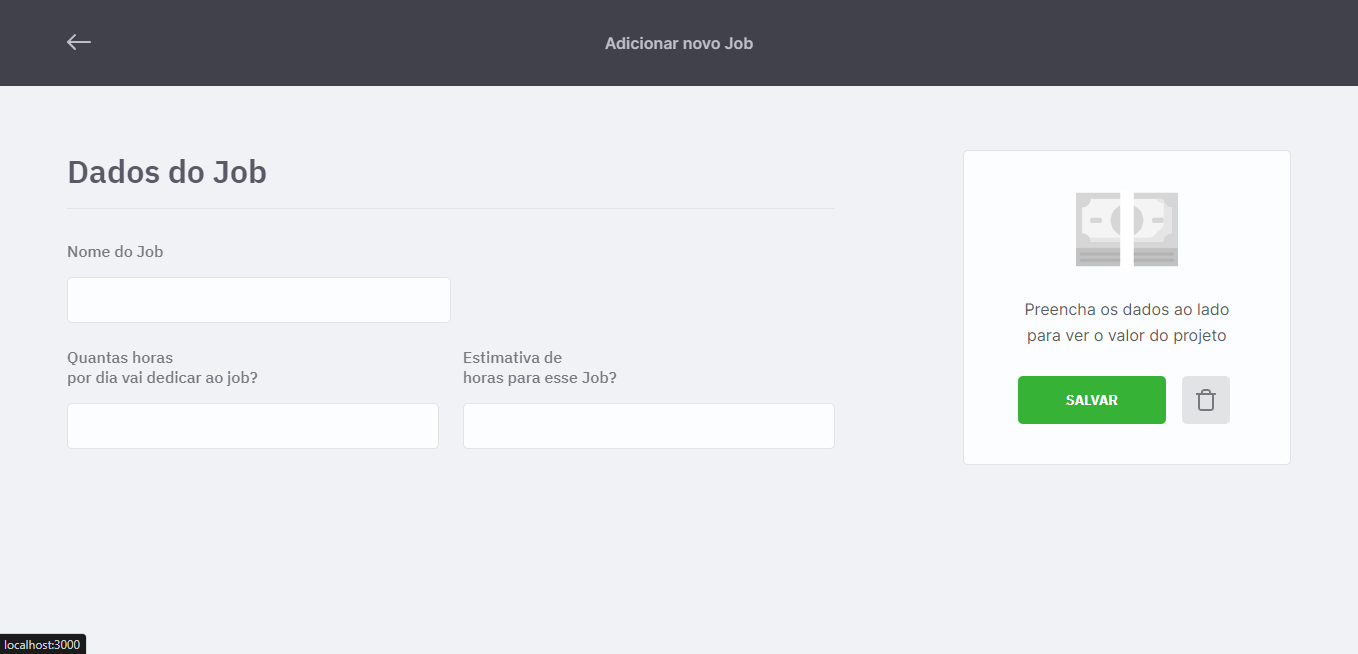 Adicionar novo Job
Dados do Job
Nome do Job
Quantas horas
por dia vai dedicar ao job?
Estimativa de
horas para esse Job?
Preencha os dados ao lado
para ver o valor do projeto
SALVAR
localhost:3000